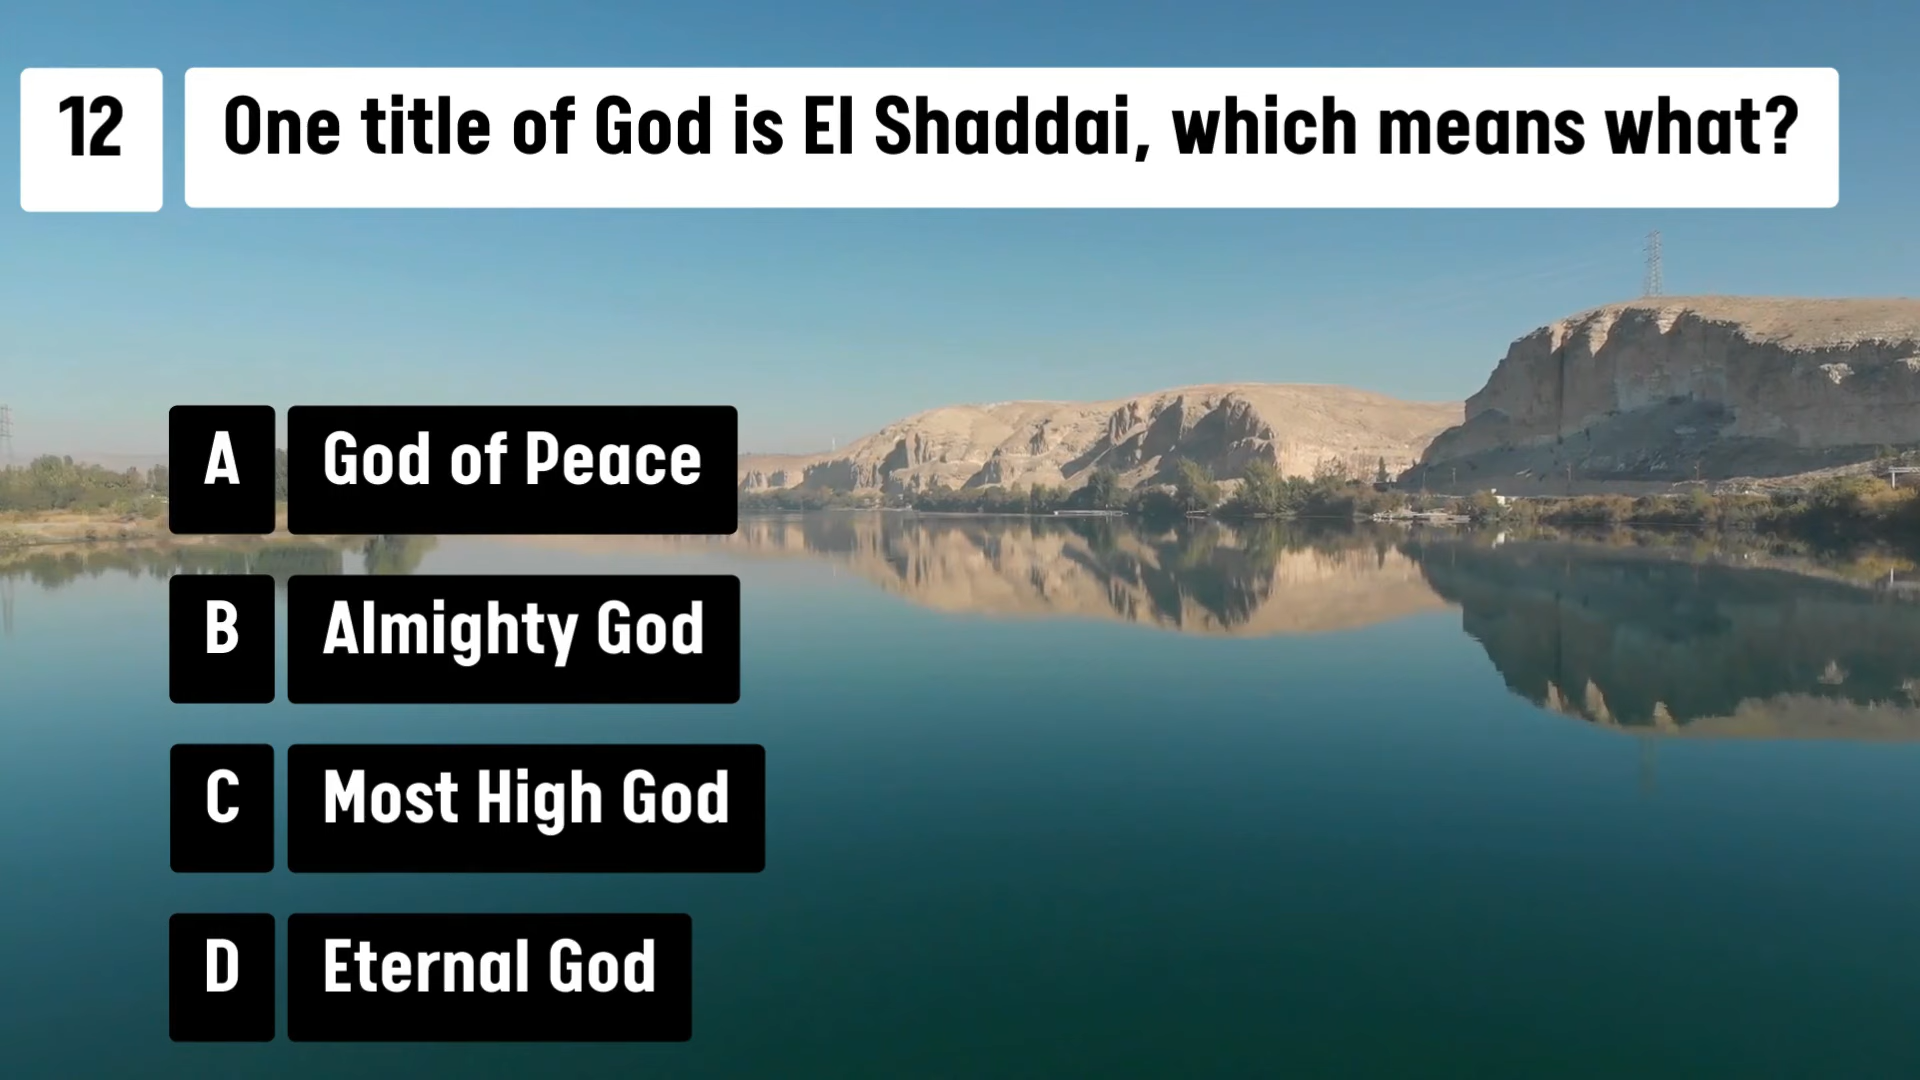 12
One title of God is El Shaddai, which means what?
A
God of Peace
B
Almighty God
C
Most High God
D
Eternal God